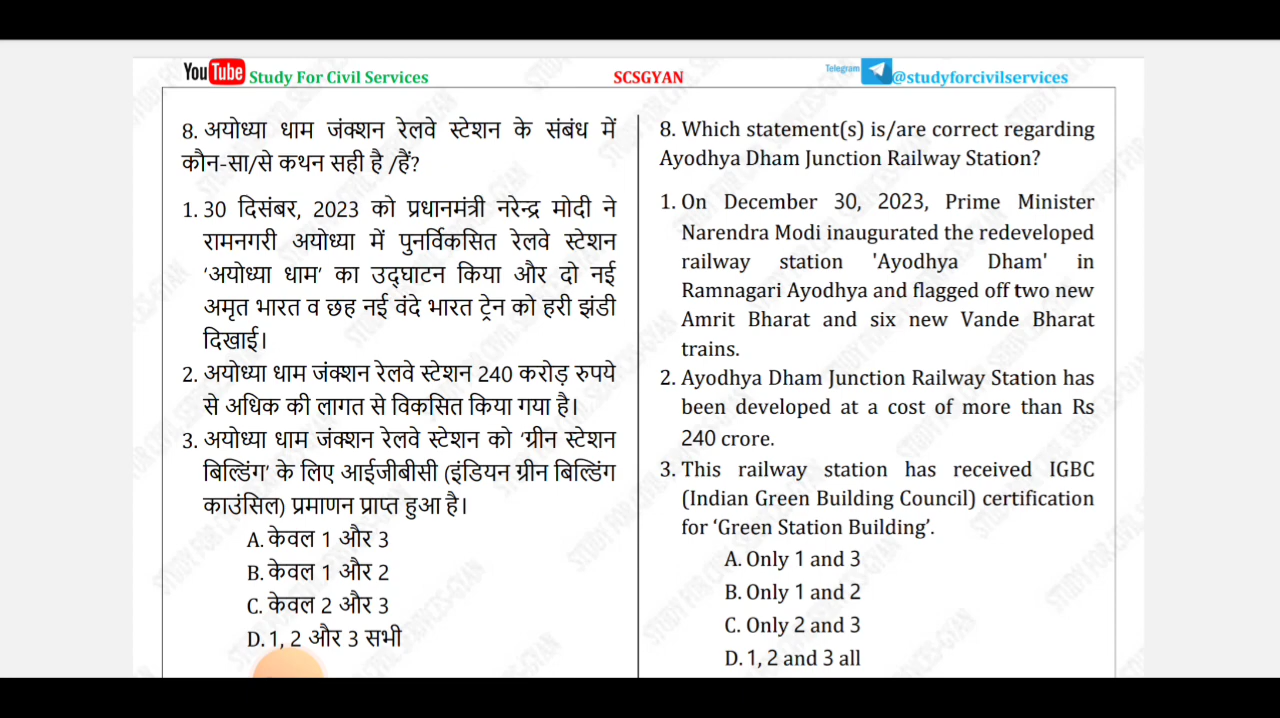 YouTube Study For Civil Services
SCSGYAN
Telegram @studyforcivilservices
8. अयोध्या धाम जंक्शन रेलवे स्टेशन के संबंध में
कौन-सा/से कथन सही है /हैं?
1. 30 दिसंबर, 2023 को प्रधानमंत्री नरेन्द्र मोदी ने
रामनगरी अयोध्या में पुनर्विकसित रेलवे स्टेशन
‘अयोध्या धाम’ का उद्घाटन किया और दो नई
अमृत भारत व छह नई वंदे भारत ट्रेन को हरी झंडी
दिखाई।
2. अयोध्या धाम जंक्शन रेलवे स्टेशन 240 करोड़ रुपये
से अधिक की लागत से विकसित किया गया है।
3. अयोध्या धाम जंक्शन रेलवे स्टेशन को ‘ग्रीन स्टेशन
बिल्डिंग’ के लिए आईजीबीसी (इंडियन ग्रीन बिल्डिंग
काउंसिल) प्रमाणन प्राप्त हुआ है।
A. केवल 1 और 3
B. केवल 1 और 2
C. केवल 2 और 3
D. 1, 2 और 3 सभी
8. Which statement(s) is/are correct regarding
Ayodhya Dham Junction Railway Station?
1. On December 30, 2023, Prime Minister
Narendra Modi inaugurated the redeveloped
railway station 'Ayodhya Dham' in
Ramnagari Ayodhya and flagged off two new
Amrit Bharat and six new Vande Bharat
trains.
2. Ayodhya Dham Junction Railway Station has
been developed at a cost of more than Rs
240 crore.
3. This railway station has received IGBC
(Indian Green Building Council) certification
for ‘Green Station Building’.
A. Only 1 and 3
B. Only 1 and 2
C. Only 2 and 3
D. 1, 2 and 3 all